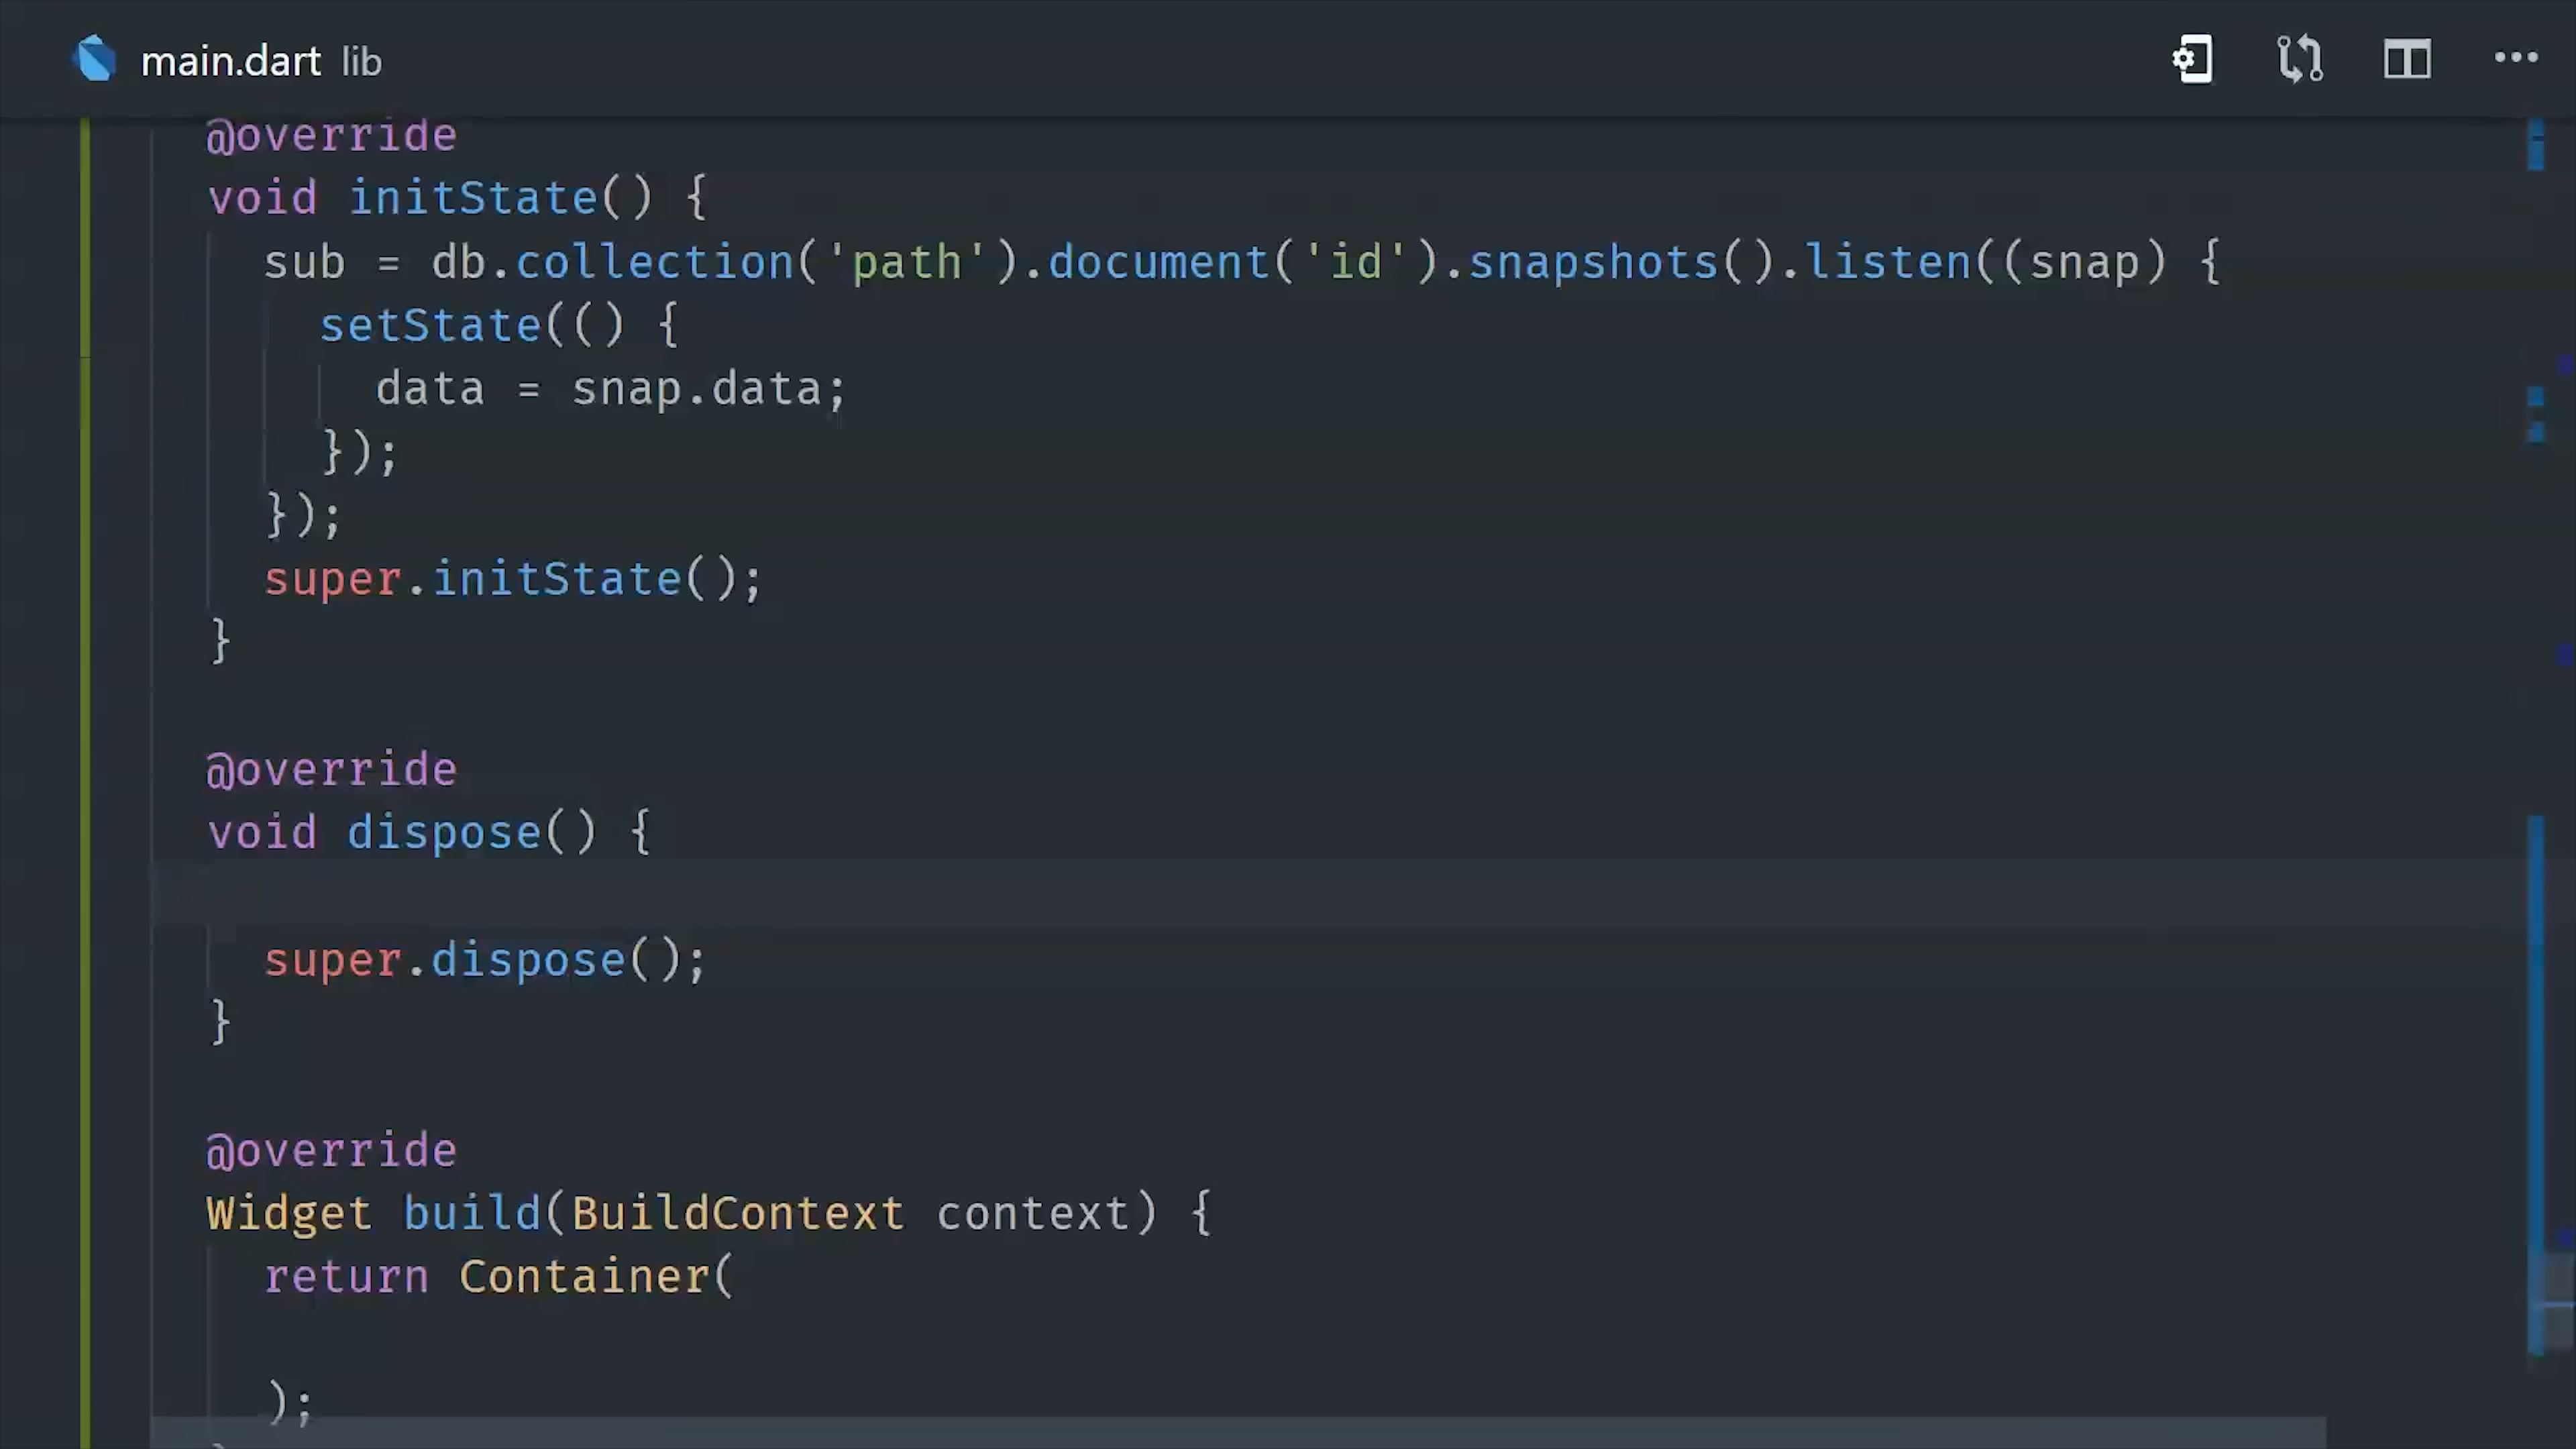 main.dart lib
@override
void initState() {
sub = db.collection('path').document('id').snapshots().listen((snap) {
setState(() {
data = snap.data;
});
});
super.initState();
}
@override
void dispose() {
super.dispose();
}
@override
Widget build(BuildContext context) {
return Container(
);